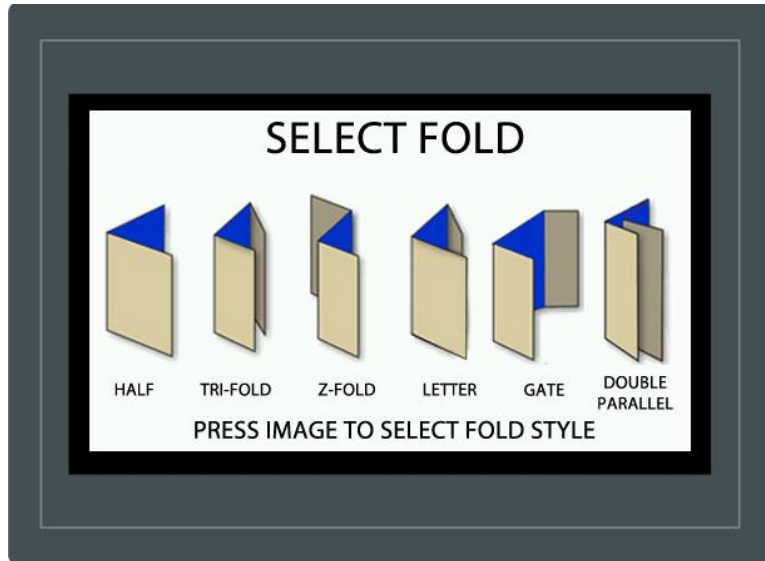 SELECT FOLD
HALF
TRI-FOLD
Z-FOLD
LETTER
GATE
DOUBLE
PARALLEL
PRESS IMAGE TO SELECT FOLD STYLE